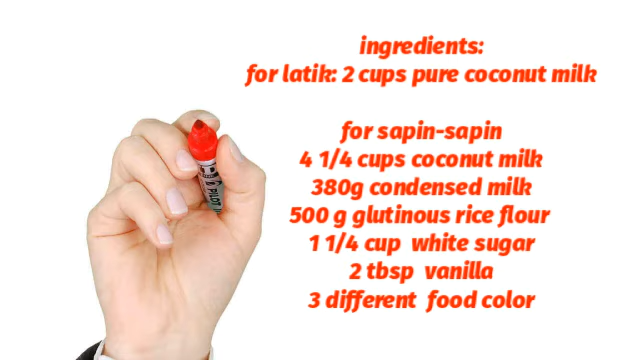 ingredients:
for latik: 2 cups pure coconut milk
for sapin-sapin
4 1/4 cups coconut milk
380g condensed milk
500 g glutinous rice flour
1 1/4 cup white sugar
2 tbsp vanilla
3 different food color
PILOT